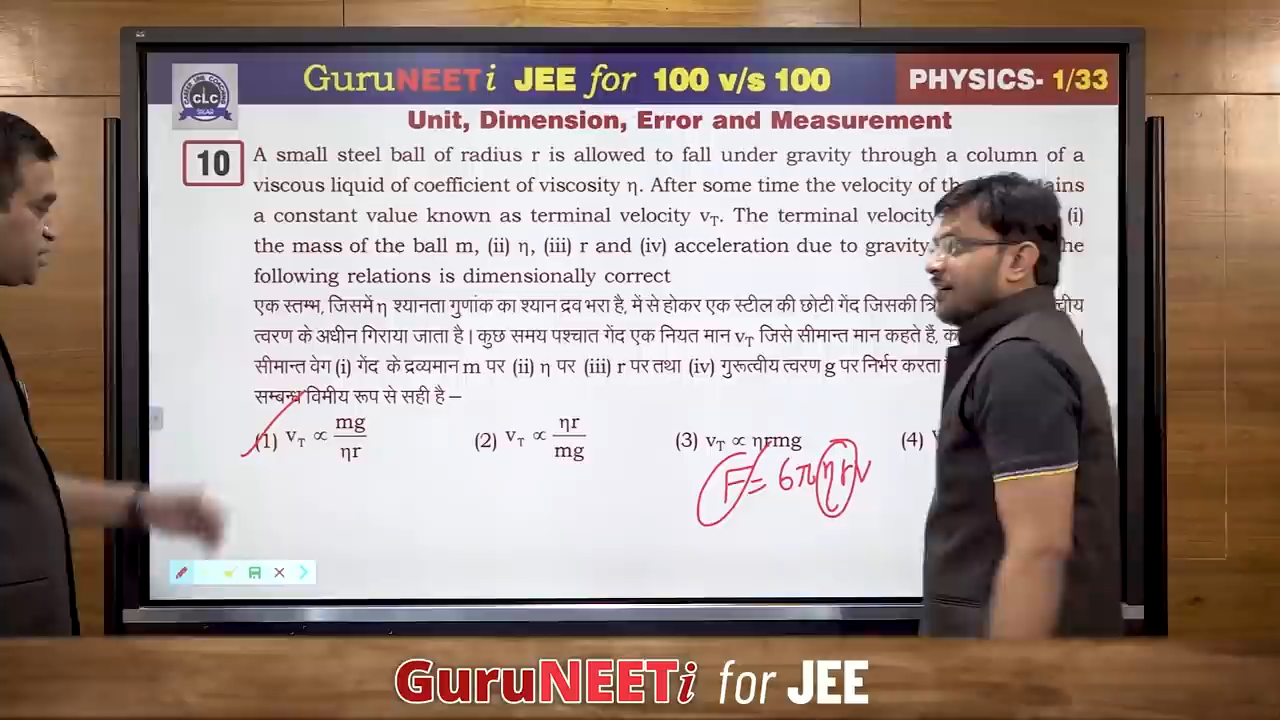 GuruNEETi JEE for 100 v/s 100 PHYSICS- 1/33
CLC
SIKAR
Unit, Dimension, Error and Measurement
10
A small steel ball of radius r is allowed to fall under gravity through a column of a
viscous liquid of coefficient of viscosity η. After some time the velocity of th
a constant value known as terminal velocity v_T. The terminal velocity (i)
the mass of the ball m, (ii) η, (iii) r and (iv) acceleration due to gravity
following relations is dimensionally correct
एक स्तम्भ, जिसमें η श्यानता गुणांक का श्यान द्रव भरा है, में से होकर एक स्टील की छोटी गेंद जिसकी
त्वरण के अधीन गिराया जाता है। कुछ समय पश्चात गेंद एक नियत मान v_T जिसे सीमान्त मान कहते हैं,
सीमान्त वेग (i) गेंद के द्रव्यमान m पर (ii) η पर (iii) r पर तथा (iv) गुरूत्वीय त्वरण g पर निर्भर करता
सम्बन्ध विमीय रूप से सही है –
(1) v_T ∝ mg/ηr (2) v_T ∝ ηr/mg (3) v_T ∝ ηrmg (4)
F = 6πηrv
GuruNEETi for JEE